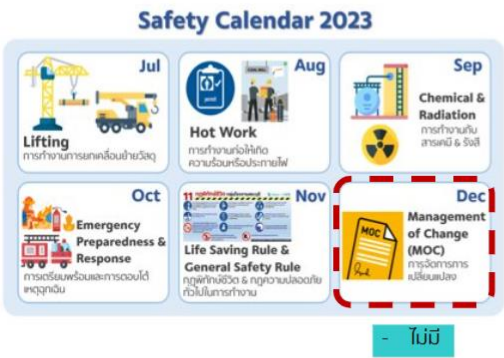 Safety Calendar 2023
Jul
Lifting
การทำงานการยกเคลื่อนย้ายวัสดุ
Aug
Hot Work
การทำงานก่อให้เกิด
ความร้อนหรือประกายไฟ
Sep
Chemical &
Radiation
การทำงานกับ
สารเคมี & รังสี
Oct
Emergency
Preparedness &
Response
การเตรียมพร้อมและการตอบโต้
เหตุฉุกเฉิน
Nov
11
Life Saving Rule &
General Safety Rule
กฎพิทักษ์ชีวิต & กฎความปลอดภัย
ทั่วไปในการทำงาน
Dec
MOC
Management
of Change
(MOC)
การจัดการการ
เปลี่ยนแปลง
- ไม่มี